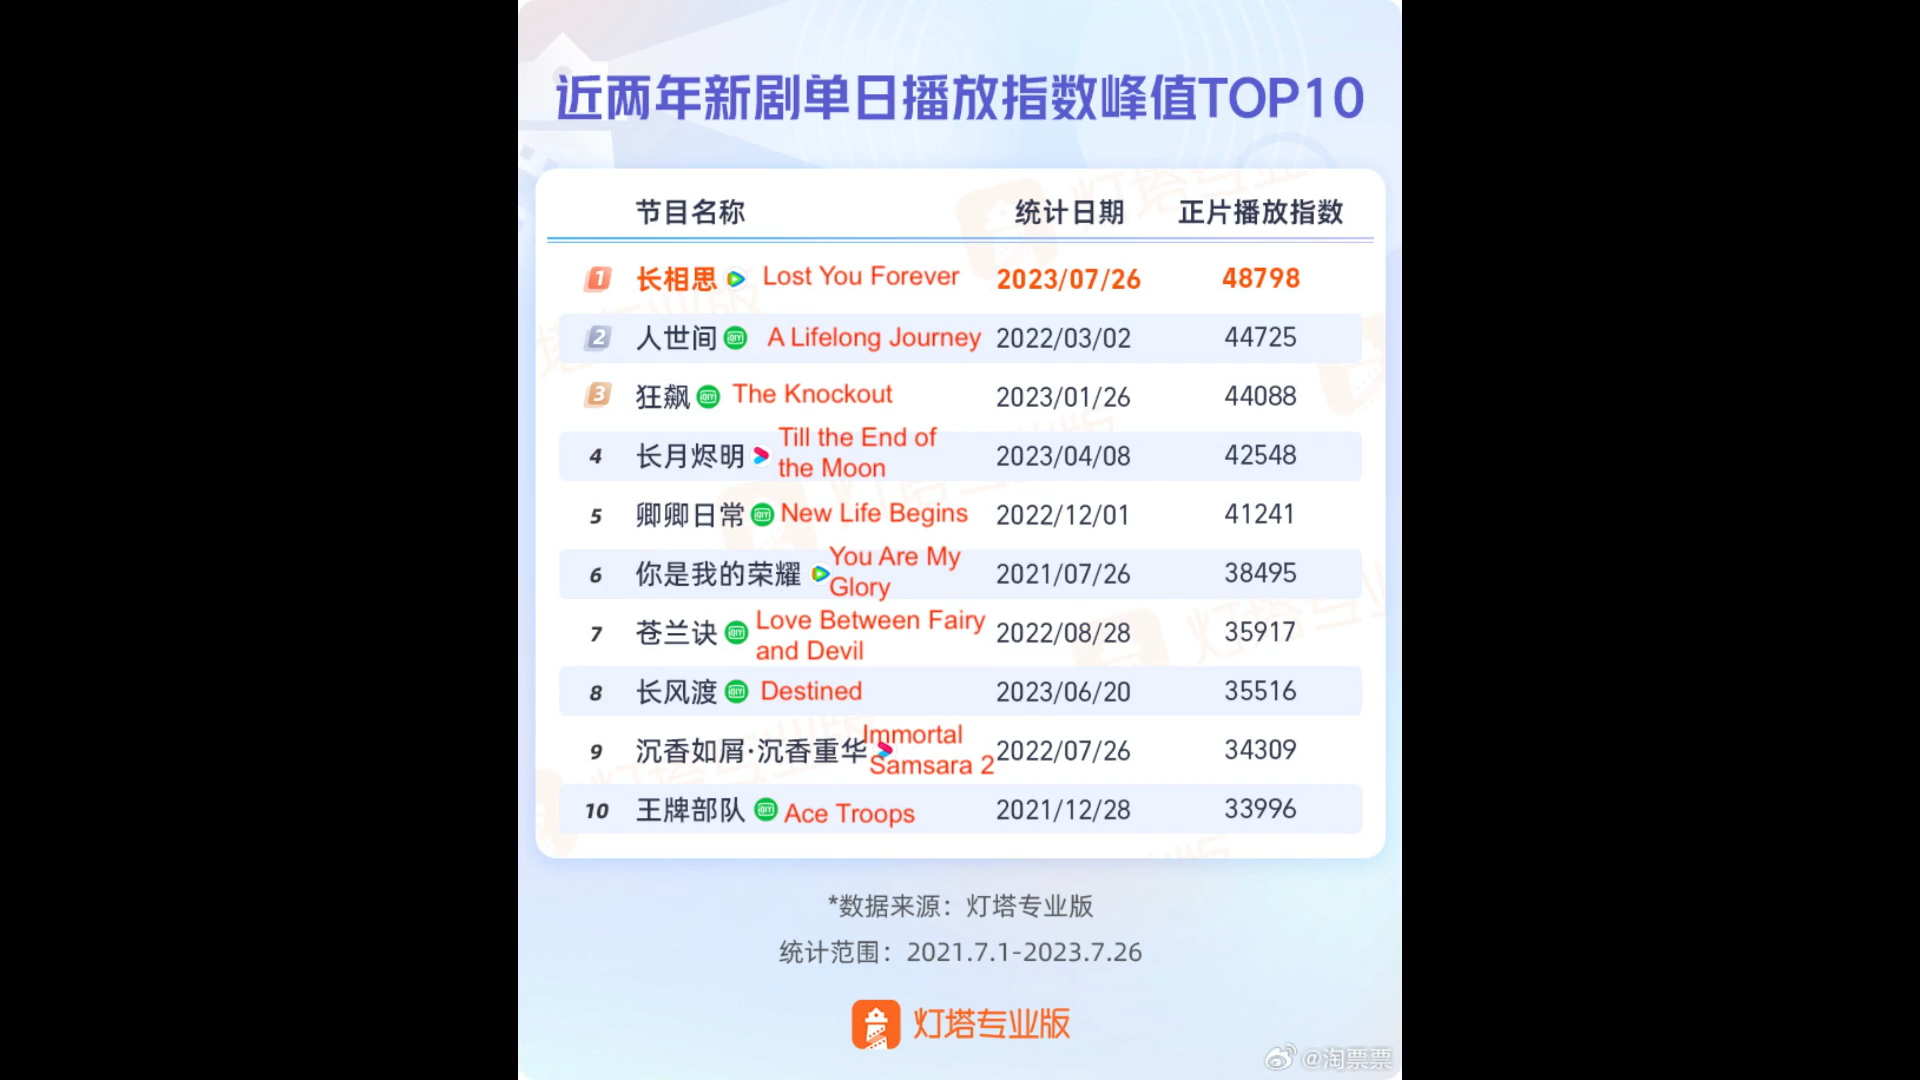 近两年新剧单日播放指数峰值TOP10
节目名称 统计日期 正片播放指数
1 长相思 Lost You Forever 2023/07/26 48798
2 人世间 A Lifelong Journey 2022/03/02 44725
3 狂飙 The Knockout 2023/01/26 44088
4 长月烬明 Till the End of
the Moon 2023/04/08 42548
5 卿卿日常 New Life Begins 2022/12/01 41241
6 你是我的荣耀 You Are My
Glory 2021/07/26 38495
7 苍兰诀 Love Between Fairy
and Devil 2022/08/28 35917
8 长风渡 Destined 2023/06/20 35516
9 沉香如屑·沉香重华 Immortal
Samsara 2 2022/07/26 34309
10 王牌部队 Ace Troops 2021/12/28 33996
*数据来源：灯塔专业版
统计范围：2021.7.1-2023.7.26
灯塔专业版
@淘票票